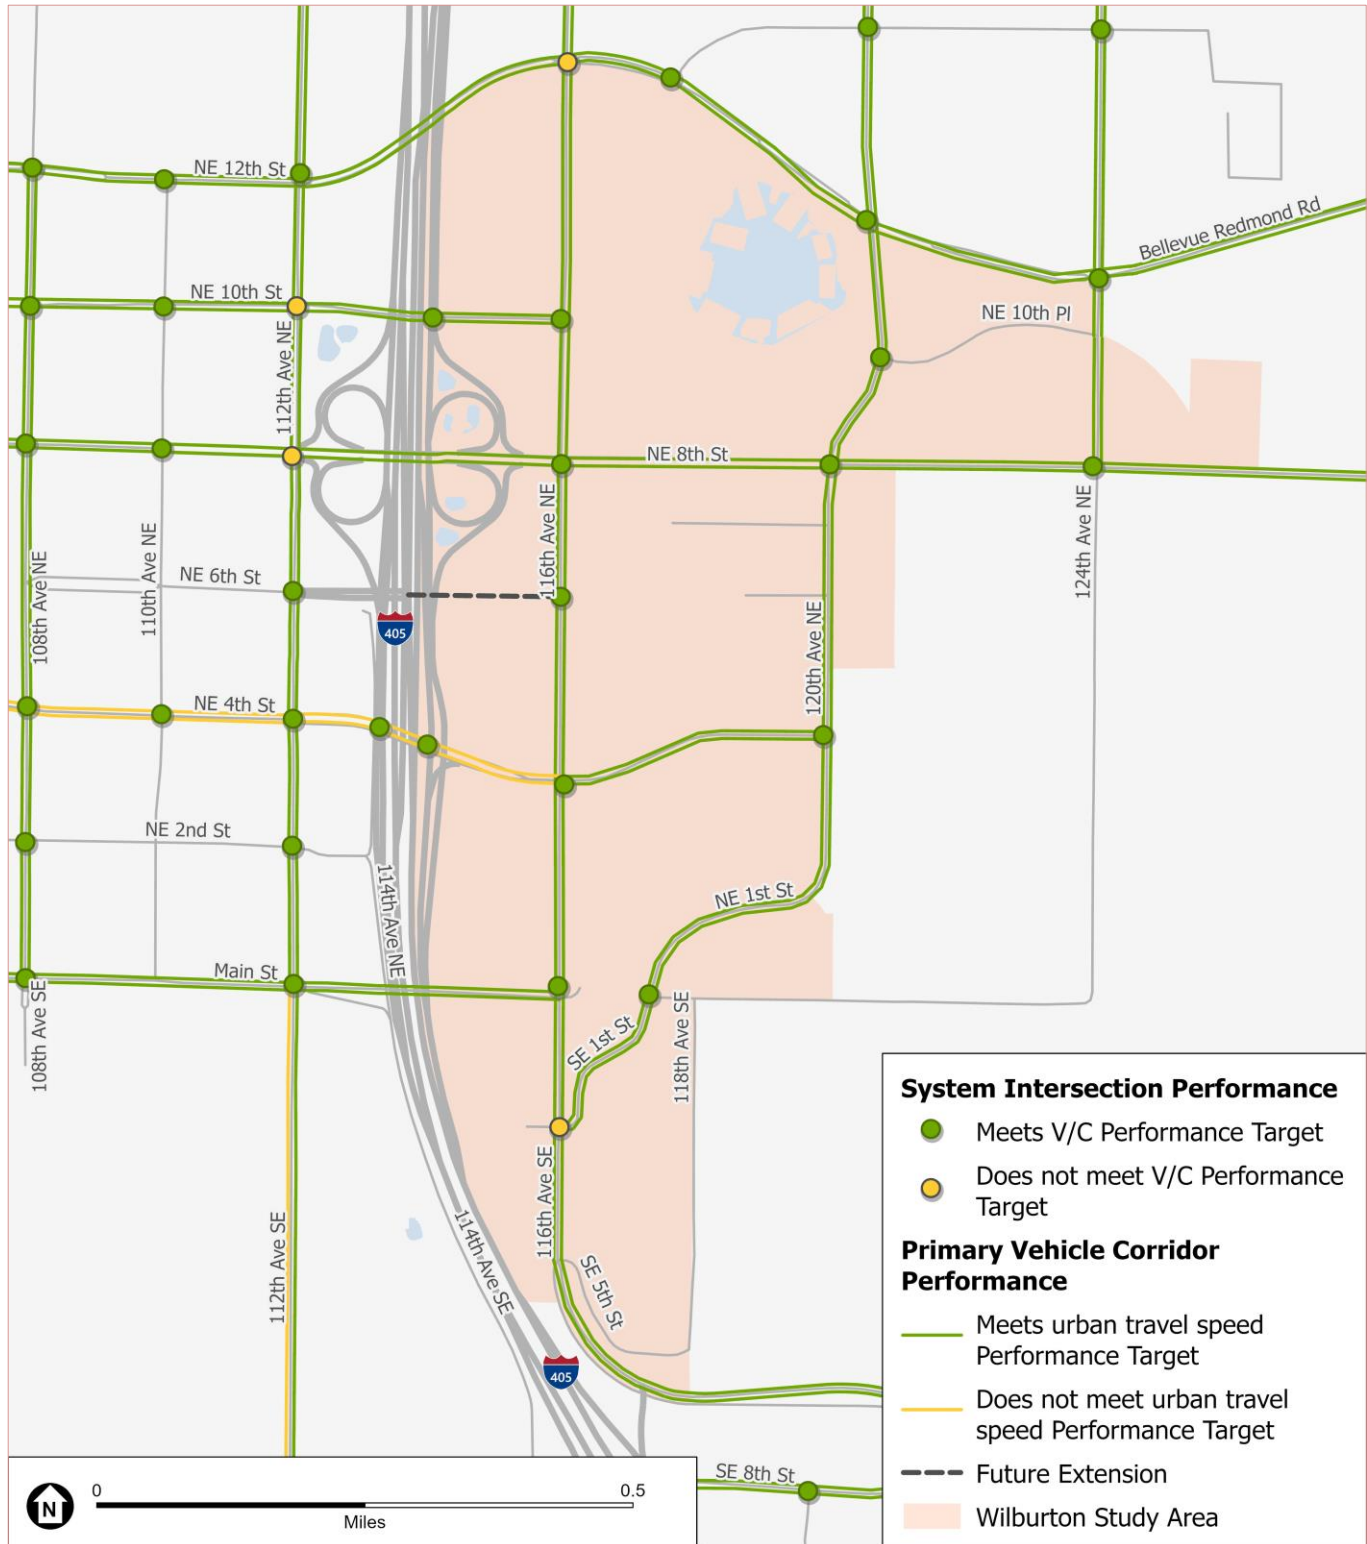 NE 12th St
Bellevue Redmond Rd
NE 10th St
NE 10th Pl
112th Ave NE
NE 8th St
116th Ave NE
124th Ave NE
108th Ave NE
110th Ave NE
NE 6th St
405
120th Ave NE
NE 4th St
NE 2nd St
114th Ave NE
NE 1st St
Main St
108th Ave SE
SE 1st St
118th Ave SE
116th Ave SE
112th Ave SE
114th Ave SE
SE 5th St
405
SE 8th St
System Intersection Performance
Meets V/C Performance Target
Does not meet V/C Performance
Target
Primary Vehicle Corridor
Performance
Meets urban travel speed
Performance Target
Does not meet urban travel
speed Performance Target
Future Extension
Wilburton Study Area
N
0
0.5
Miles